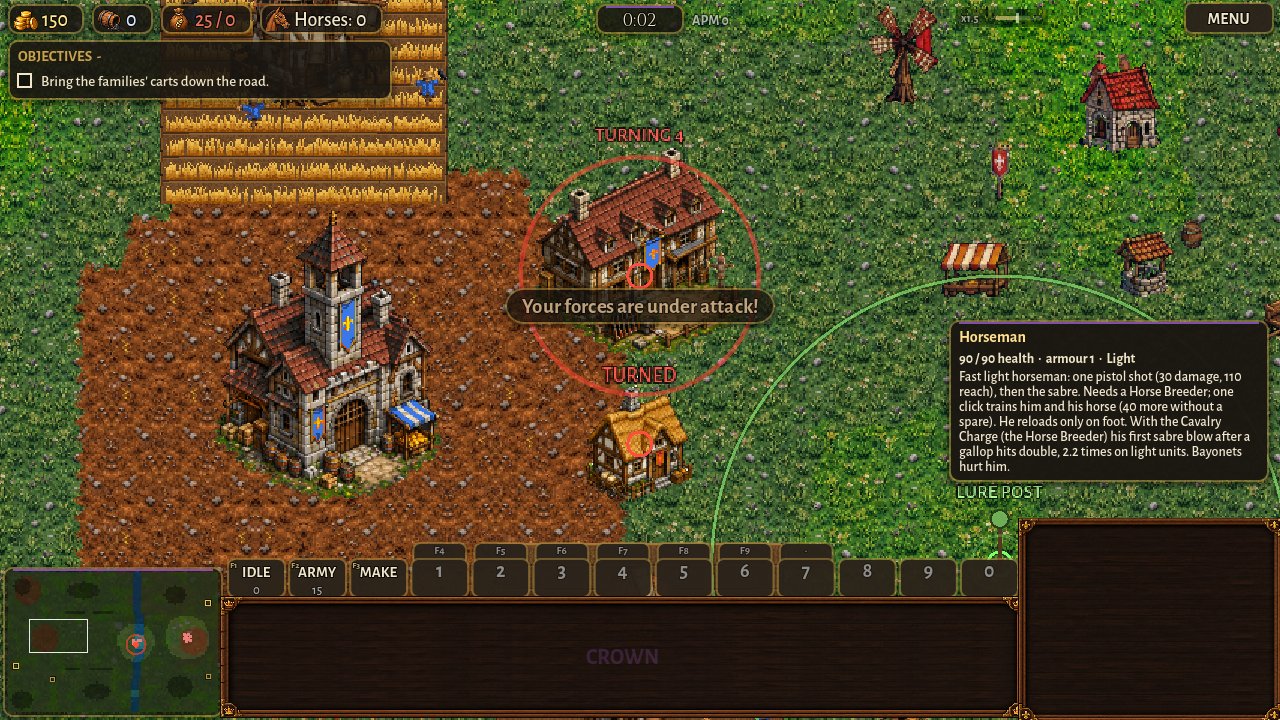 150
0
25 / 0
Horses: 0
0:02
APM 0
x1.5
MENU
OBJECTIVES -
Bring the families' carts down the road.
TURNING 4
Your forces are under attack!
TURNED
Horseman
90 / 90 health · armour 1 · Light
Fast light horseman: one pistol shot (30 damage, 110
reach), then the sabre. Needs a Horse Breeder; one
click trains him and his horse (40 more without a
spare). He reloads only on foot. With the Cavalry
Charge (the Horse Breeder) his first sabre blow after a
gallop hits double, 2.2 times on light units. Bayonets
hurt him.
LURE POST
F4 F5 F6 F7 F8 F9
F1 IDLE F2 ARMY F3 MAKE 1 2 3 4 5 6 7 8 9 0
0 15
CROWN